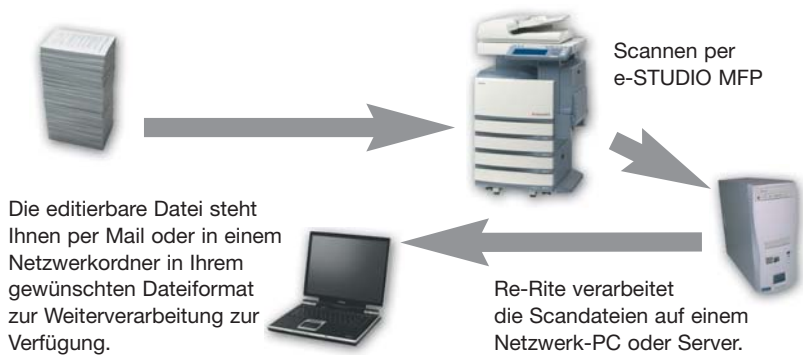 Scannen per
e-STUDIO MFP
Die editierbare Datei steht
Ihnen per Mail oder in einem
Netzwerkordner in Ihrem
gewünschten Dateiformat
zur Weiterverarbeitung zur
Verfügung.
Re-Rite verarbeitet
die Scandateien auf einem
Netzwerk-PC oder Server.